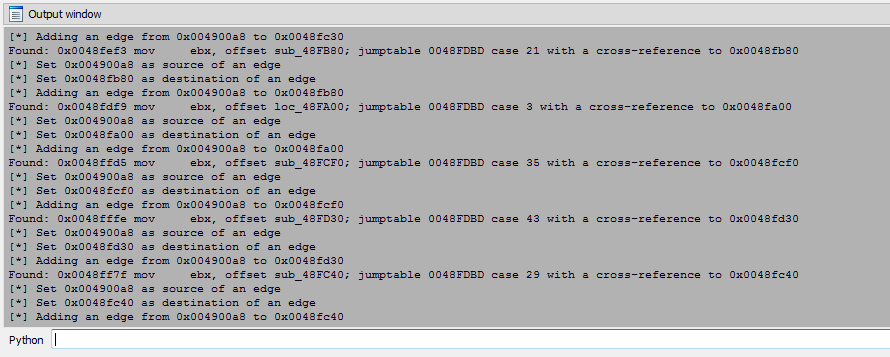 Output window
[*] Adding an edge from 0x004900a8 to 0x0048fc30
Found: 0x0048fef3 mov     ebx, offset sub_48FB80; jumptable 0048FDBD case 21 with a cross-reference to 0x0048fb80
[*] Set 0x004900a8 as source of an edge
[*] Set 0x0048fb80 as destination of an edge
[*] Adding an edge from 0x004900a8 to 0x0048fb80
Found: 0x0048fdf9 mov     ebx, offset loc_48FA00; jumptable 0048FDBD case 3 with a cross-reference to 0x0048fa00
[*] Set 0x004900a8 as source of an edge
[*] Set 0x0048fa00 as destination of an edge
[*] Adding an edge from 0x004900a8 to 0x0048fa00
Found: 0x0048ffd5 mov     ebx, offset sub_48FCF0; jumptable 0048FDBD case 35 with a cross-reference to 0x0048fcf0
[*] Set 0x004900a8 as source of an edge
[*] Set 0x0048fcf0 as destination of an edge
[*] Adding an edge from 0x004900a8 to 0x0048fcf0
Found: 0x0048fffe mov     ebx, offset sub_48FD30; jumptable 0048FDBD case 43 with a cross-reference to 0x0048fd30
[*] Set 0x004900a8 as source of an edge
[*] Set 0x0048fd30 as destination of an edge
[*] Adding an edge from 0x004900a8 to 0x0048fd30
Found: 0x0048ff7f mov     ebx, offset sub_48FC40; jumptable 0048FDBD case 29 with a cross-reference to 0x0048fc40
[*] Set 0x004900a8 as source of an edge
[*] Set 0x0048fc40 as destination of an edge
[*] Adding an edge from 0x004900a8 to 0x0048fc40
Python